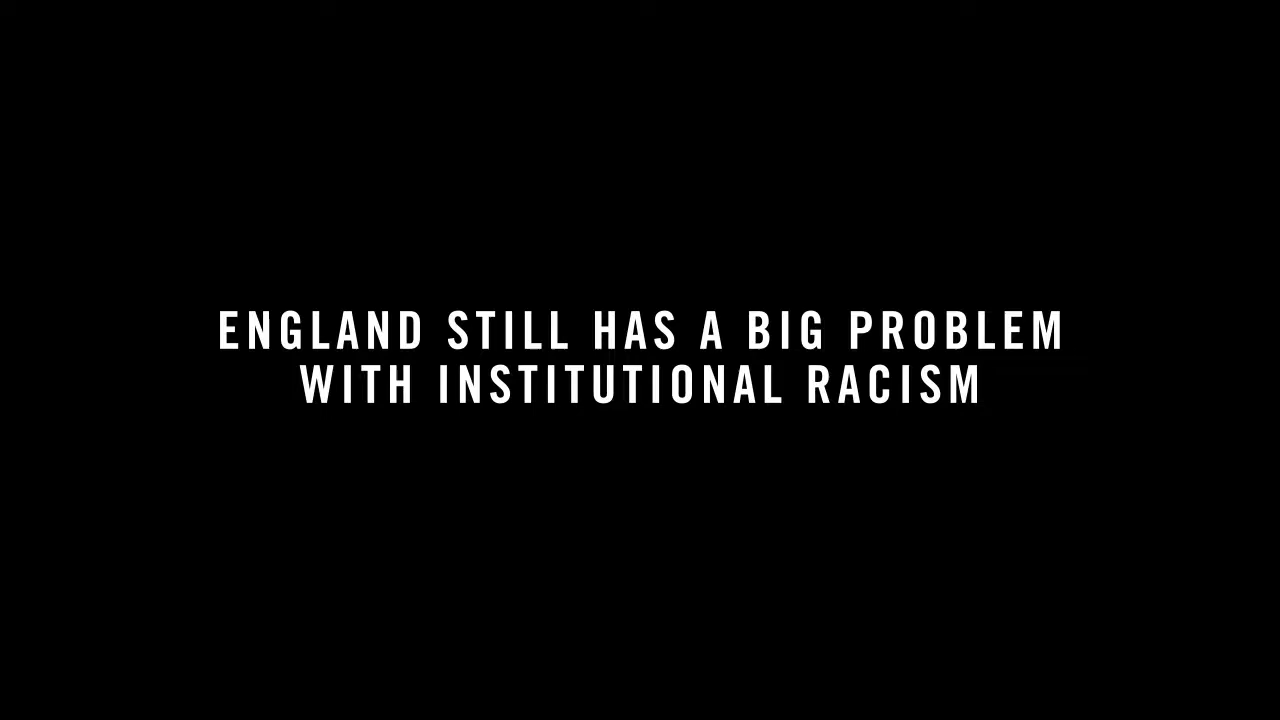 ENGLAND STILL HAS A BIG PROBLEM
WITH INSTITUTIONAL RACISM